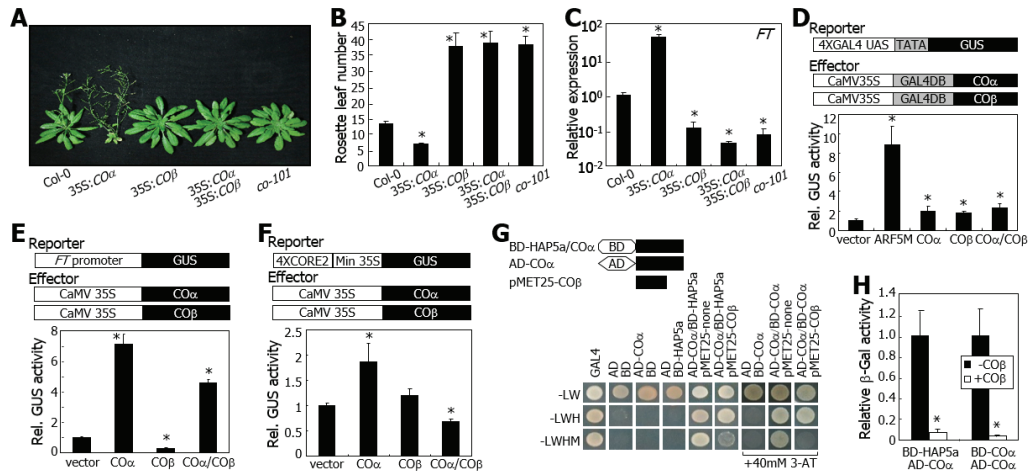 A
Col-0
35S:COα
35S:COβ
35S:COα
35S:COβ
co-101
B
Rosette leaf number
45
40
35
30
25
20
15
10
5
0
Col-0
35S:COα
35S:COβ
35S:COα
35S:COβ
co-101
*
*
*
*
C
FT
Relative expression
10²
10¹
10⁰
10⁻¹
10⁻²
Col-0
35S:COα
35S:COβ
35S:COα
35S:COβ
co-101
*
*
*
*
D
Reporter
4XGAL4 UAS TATA GUS
Effector
CaMV35S GAL4DB COα
CaMV35S GAL4DB COβ
Rel. GUS activity
12
10
8
6
4
2
0
*
*
*
*
vector ARF5M COα COβ COα/COβ
E
Reporter
FT promoter GUS
Effector
CaMV 35S COα
CaMV 35S COβ
Rel. GUS activity
8
7
6
5
4
3
2
1
0
*
*
*
vector COα COβ COα/COβ
F
Reporter
4XCORE2 Min 35S GUS
Effector
CaMV 35S COα
CaMV 35S COβ
Rel. GUS activity
2.5
2
1.5
1
0.5
0
*
*
vector COα COβ COα/COβ
G
BD-HAP5a/COα BD
AD-COα AD
pMET25-COβ
GAL4
AD
BD
AD-COα
BD
AD
BD-HAP5a
AD-COα/BD-HAP5a
pMET25-none
AD-COα/BD-HAP5a
pMET25-COβ
AD
BD-COα
AD-COα/BD-COα
pMET25-none
AD-COα/BD-COα
pMET25-COβ
-LW
-LWH
-LWHM
+40mM 3-AT
H
Relative β-Gal activity
1.4
1.2
1.0
0.8
0.6
0.4
0.2
0
-COβ
+COβ
*
*
BD-HAP5a
AD-COα
BD-COα
AD-COα